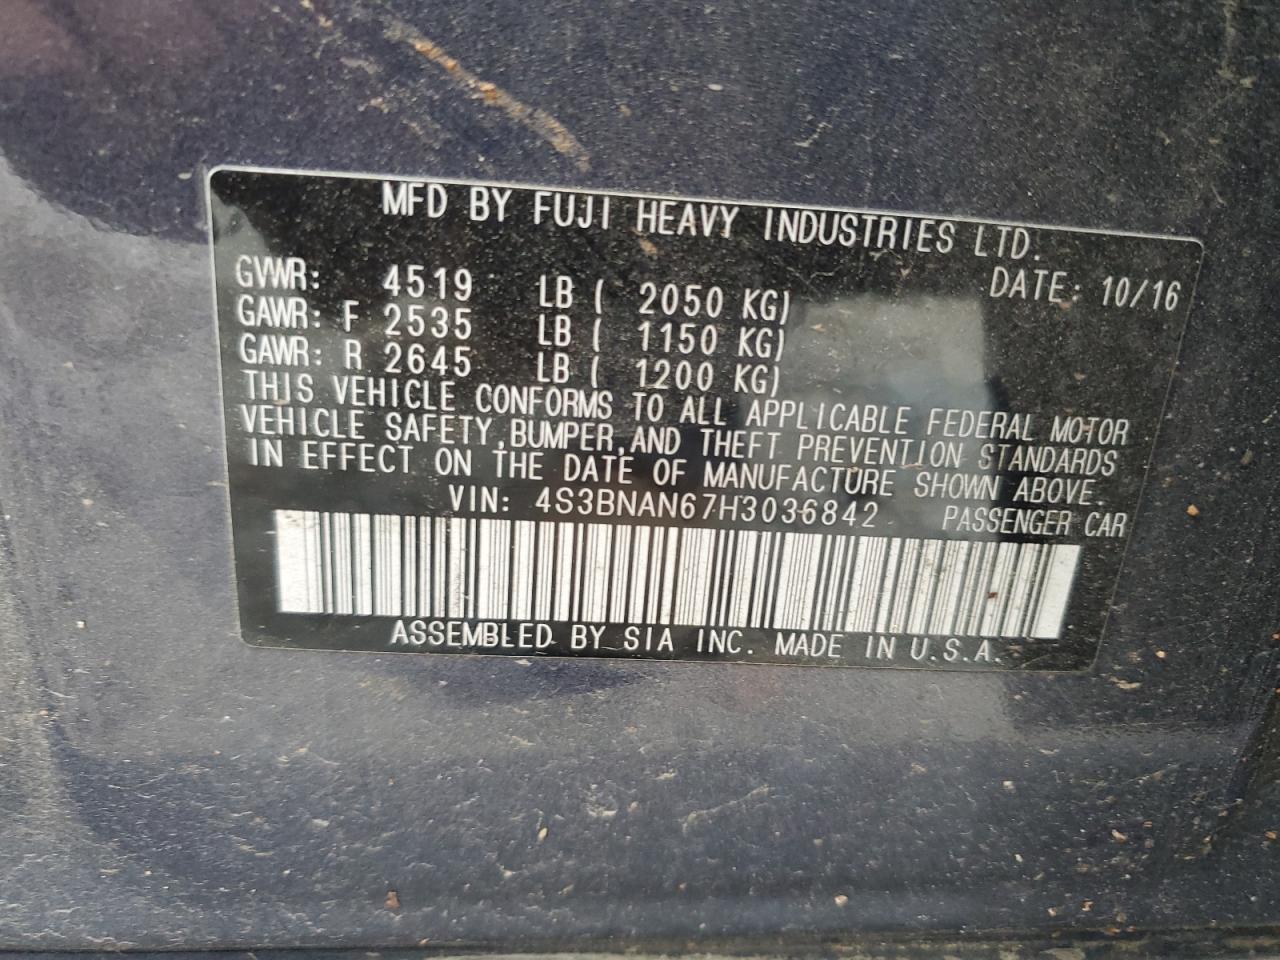 MFD BY FUJI HEAVY INDUSTRIES LTD.
DATE: 10/16
GVWR: 4519 LB ( 2050 KG)
GAWR: F 2535 LB ( 1150 KG)
GAWR: R 2645 LB ( 1200 KG)
THIS VEHICLE CONFORMS TO ALL APPLICABLE FEDERAL MOTOR
VEHICLE SAFETY, BUMPER, AND THEFT PREVENTION STANDARDS
IN EFFECT ON THE DATE OF MANUFACTURE SHOWN ABOVE.
VIN: 4S3BNAN67H3036842 PASSENGER CAR
ASSEMBLED BY SIA INC. MADE IN U.S.A.